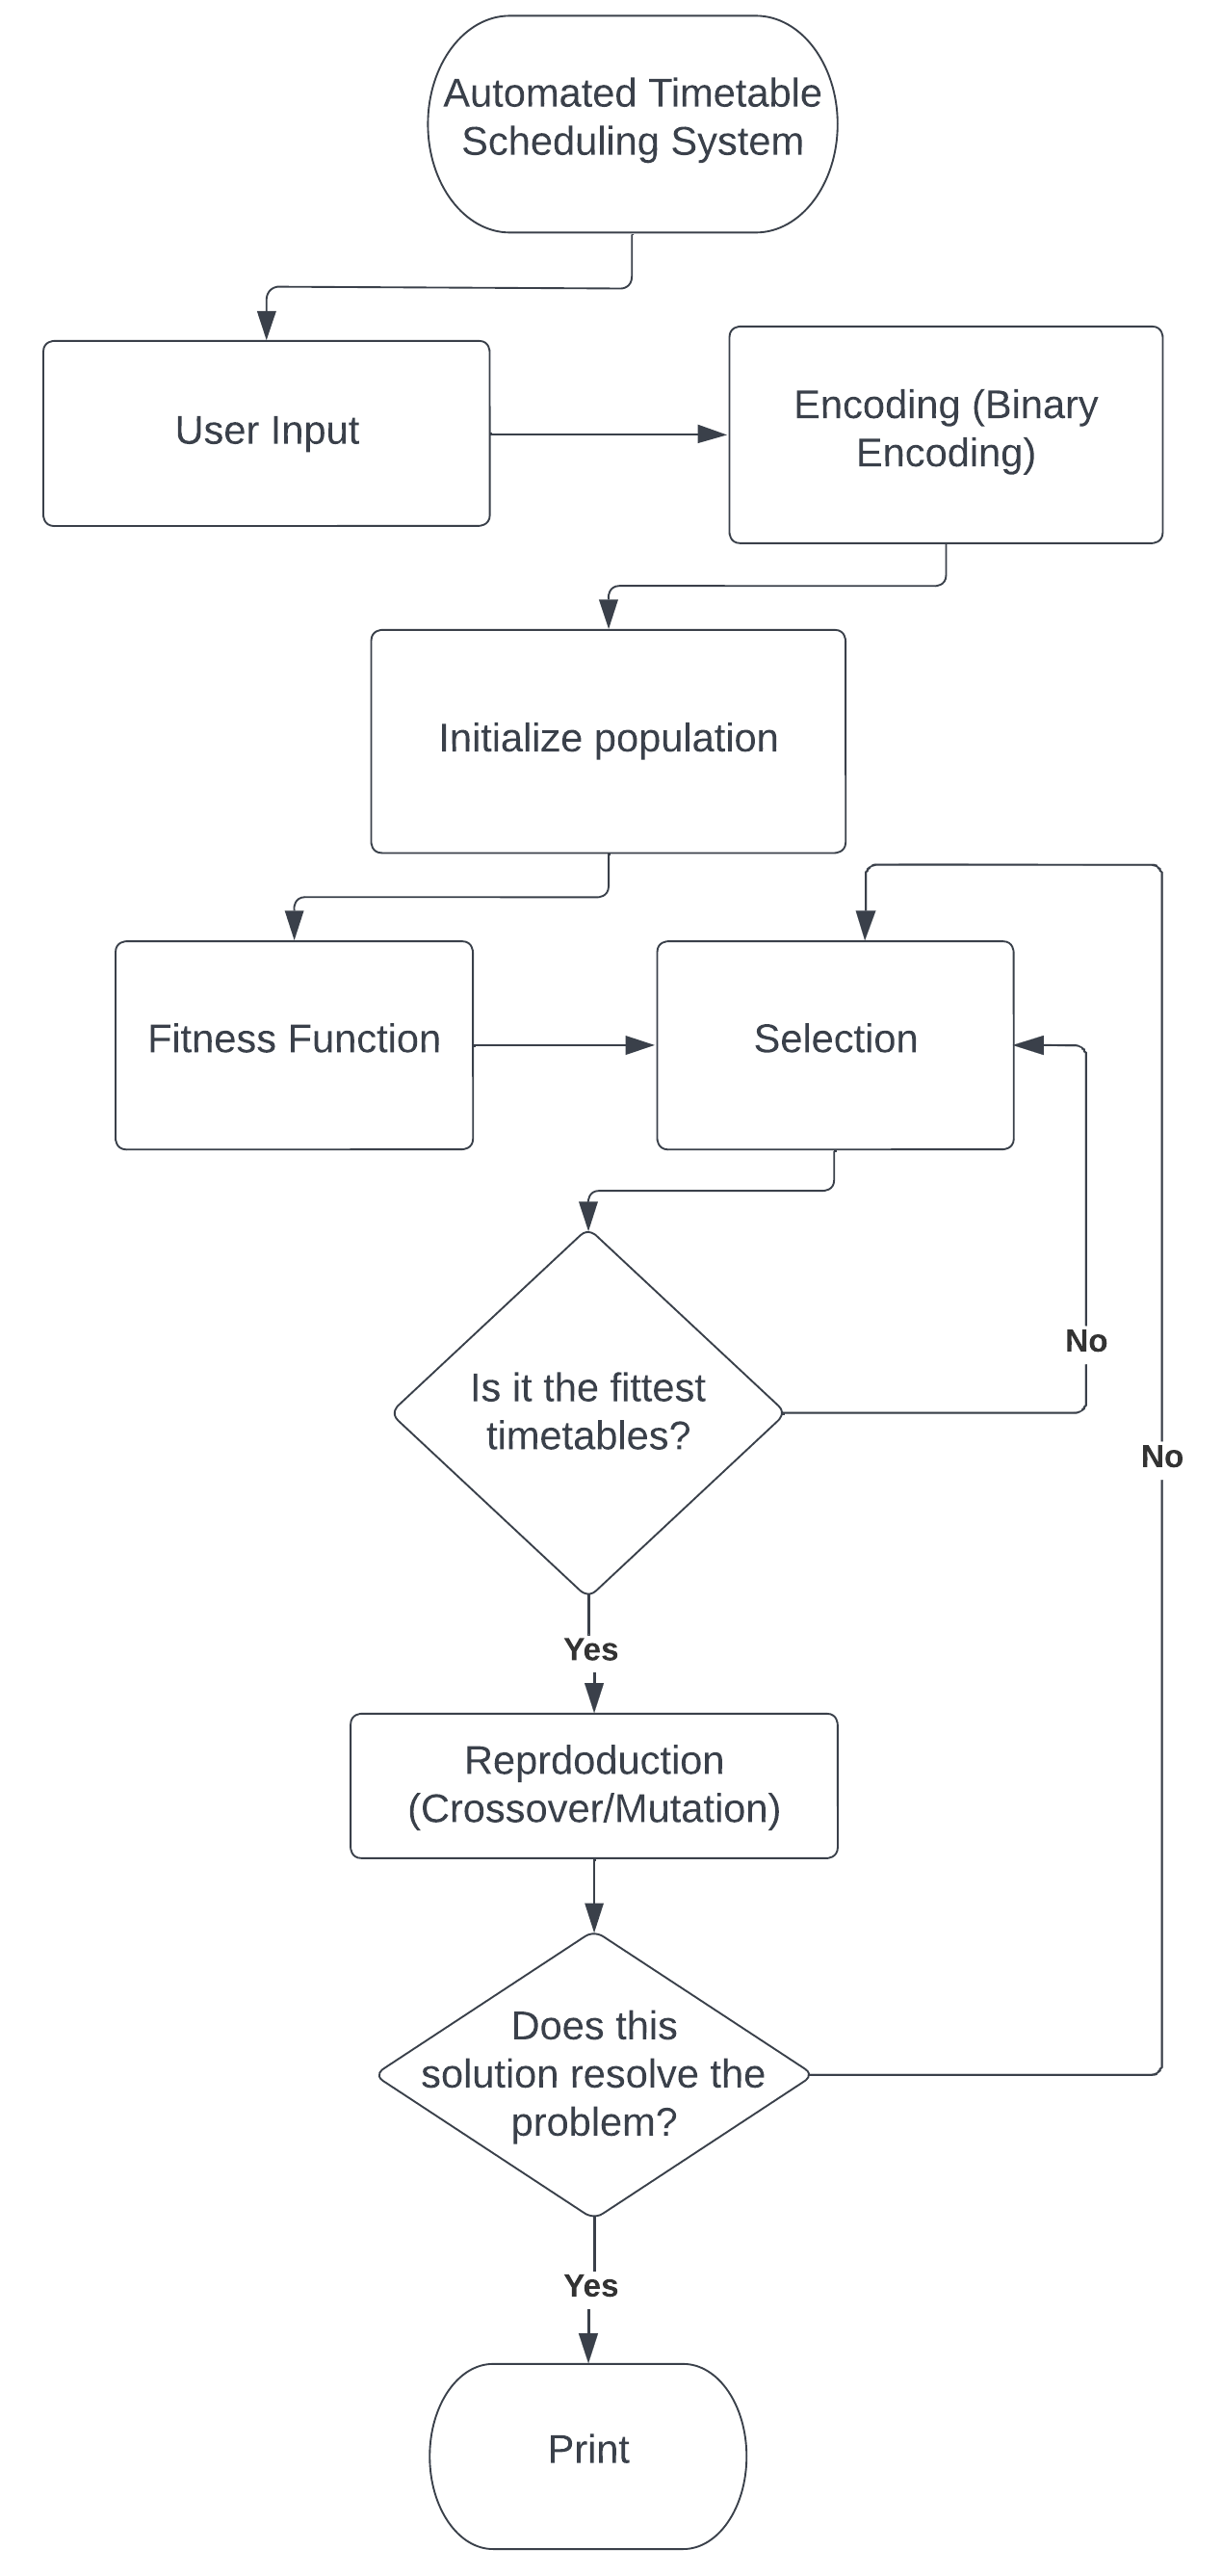 Automated Timetable
Scheduling System
User Input
Encoding (Binary
Encoding)
Initialize population
Fitness Function
Selection
Is it the fittest
timetables?
No
No
Yes
Reprdoduction
(Crossover/Mutation)
Does this
solution resolve the
problem?
Yes
Print